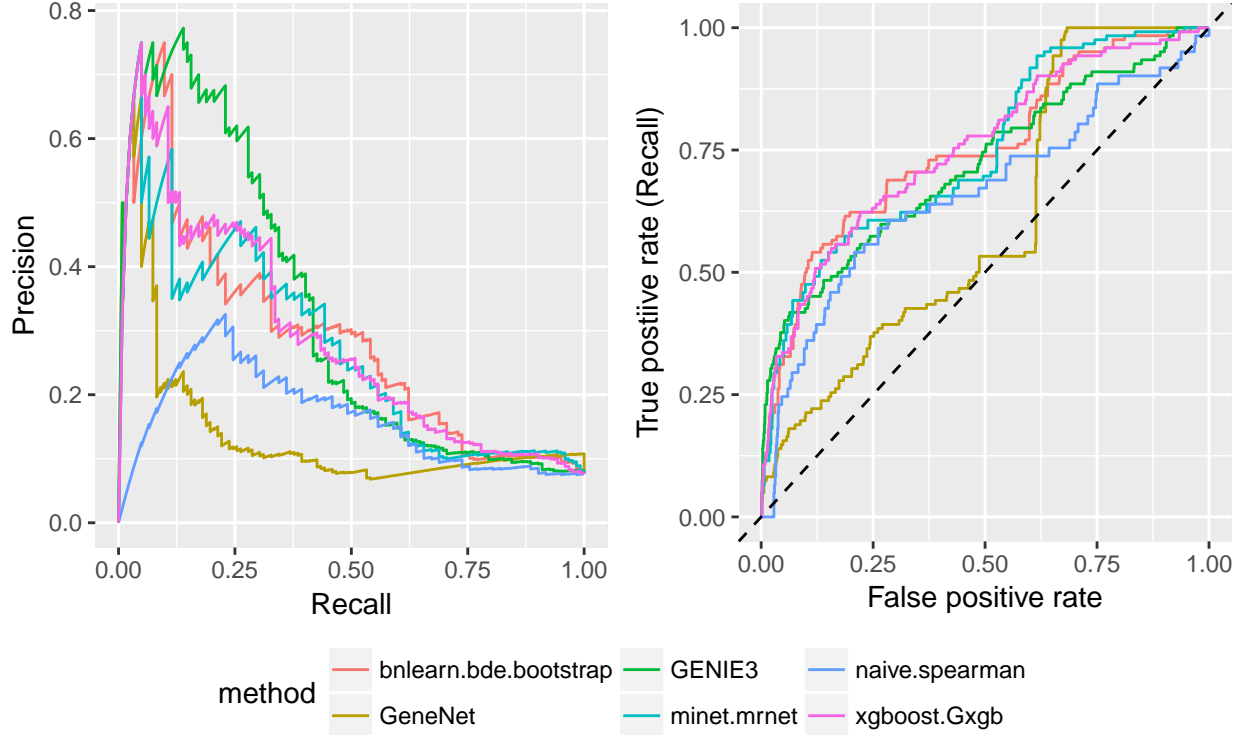 0.8
0.6
0.4
0.2
0.0
Precision
0.00 0.25 0.50 0.75 1.00
Recall
1.00
0.75
0.50
0.25
0.00
True postiive rate (Recall)
0.00 0.25 0.50 0.75 1.00
False positive rate
method
bnlearn.bde.bootstrap GENIE3 naive.spearman
GeneNet minet.mrnet xgboost.Gxgb